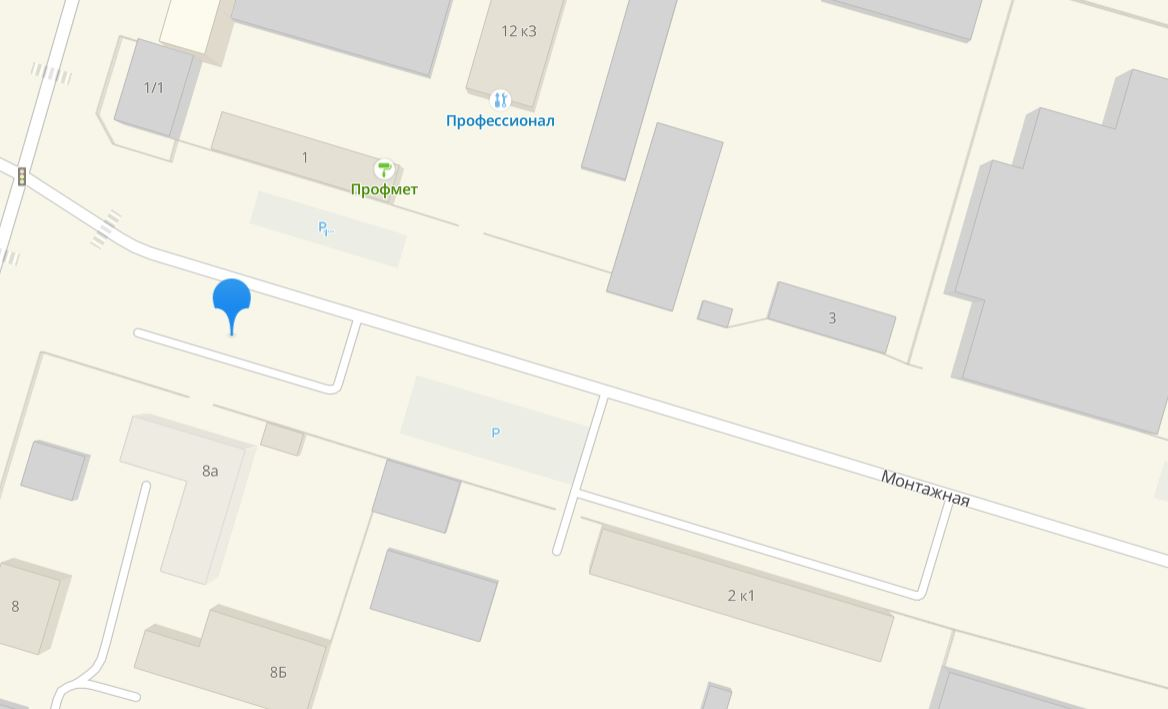 12 к3
1/1
Профессионал
1
Профмет
P
3
P
Монтажная
8а
2 к1
8
8Б